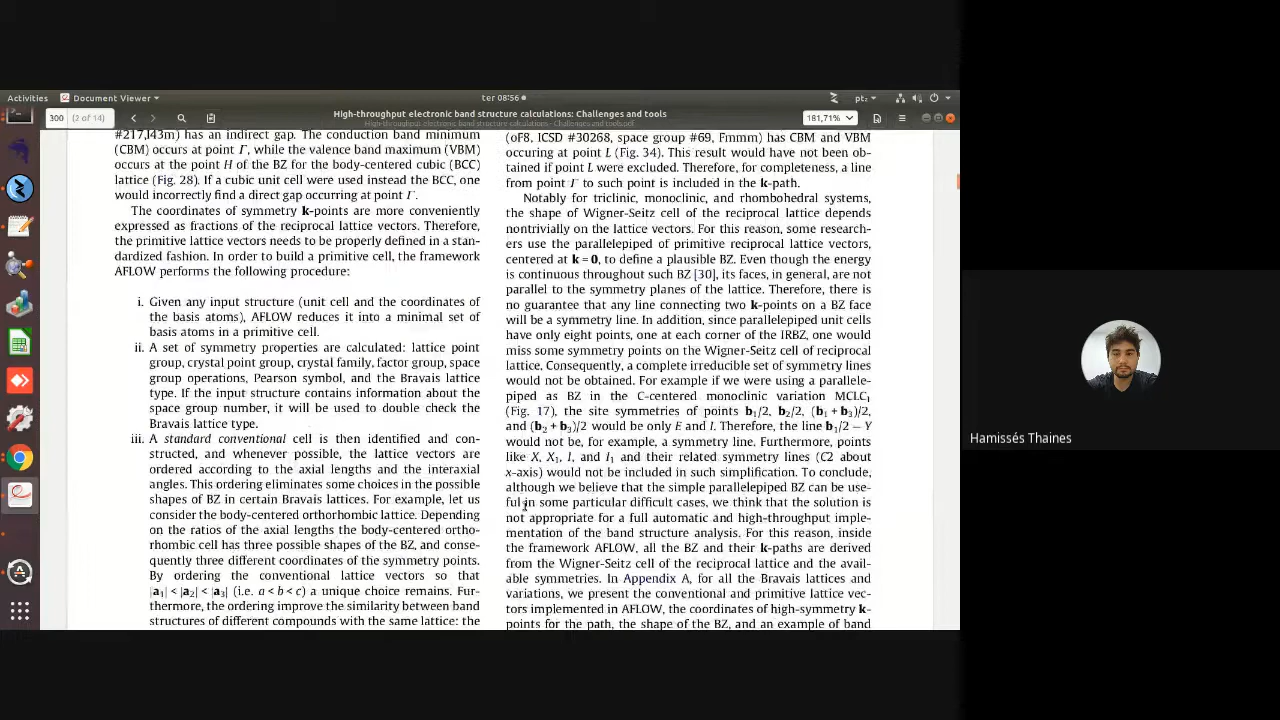 Activities
Document Viewer
ter 08:56
pt₂
300
(2 of 14)
High-throughput electronic band structure calculations: Challenges and tools
High-throughput electronic band structure calculations - Challenges and tools.pdf
181,71%
#217,I43m) has an indirect gap. The conduction band minimum
(CBM) occurs at point Γ, while the valence band maximum (VBM)
occurs at the point H of the BZ for the body-centered cubic (BCC)
lattice (Fig. 28). If a cubic unit cell were used instead the BCC, one
would incorrectly find a direct gap occurring at point Γ.
The coordinates of symmetry k-points are more conveniently
expressed as fractions of the reciprocal lattice vectors. Therefore,
the primitive lattice vectors needs to be properly defined in a stan-
dardized fashion. In order to build a primitive cell, the framework
AFLOW performs the following procedure:
i. Given any input structure (unit cell and the coordinates of
the basis atoms), AFLOW reduces it into a minimal set of
basis atoms in a primitive cell.
ii. A set of symmetry properties are calculated: lattice point
group, crystal point group, crystal family, factor group, space
group operations, Pearson symbol, and the Bravais lattice
type. If the input structure contains information about the
space group number, it will be used to double check the
Bravais lattice type.
iii. A standard conventional cell is then identified and con-
structed, and whenever possible, the lattice vectors are
ordered according to the axial lengths and the interaxial
angles. This ordering eliminates some choices in the possible
shapes of BZ in certain Bravais lattices. For example, let us
consider the body-centered orthorhombic lattice. Depending
on the ratios of the axial lengths the body-centered ortho-
rhombic cell has three possible shapes of the BZ, and conse-
quently three different coordinates of the symmetry points.
By ordering the conventional lattice vectors so that
|a₁| < |a₂| < |a₃| (i.e. a < b < c) a unique choice remains. Fur-
thermore, the ordering improve the similarity between band
structures of different compounds with the same lattice: the
(oF8, ICSD #30268, space group #69, Fmmm) has CBM and VBM
occuring at point L (Fig. 34). This result would have not been ob-
tained if point L were excluded. Therefore, for completeness, a line
from point Γ to such point is included in the k-path.
Notably for triclinic, monoclinic, and rhombohedral systems,
the shape of Wigner-Seitz cell of the reciprocal lattice depends
nontrivially on the lattice vectors. For this reason, some research-
ers use the parallelepiped of primitive reciprocal lattice vectors,
centered at k = 0, to define a plausible BZ. Even though the energy
is continuous throughout such BZ [30], its faces, in general, are not
parallel to the symmetry planes of the lattice. Therefore, there is
no guarantee that any line connecting two k-points on a BZ face
will be a symmetry line. In addition, since parallelepiped unit cells
have only eight points, one at each corner of the IRBZ, one would
miss some symmetry points on the Wigner-Seitz cell of reciprocal
lattice. Consequently, a complete irreducible set of symmetry lines
would not be obtained. For example if we were using a parallele-
piped as BZ in the C-centered monoclinic variation MCLC₁
(Fig. 17), the site symmetries of points b₁/2, b₂/2, (b₁ + b₃)/2,
and (b₂ + b₃)/2 would be only E and I. Therefore, the line b₁/2 − Y
would not be, for example, a symmetry line. Furthermore, points
like X, X₁, I, and I₁ and their related symmetry lines (C2 about
x-axis) would not be included in such simplification. To conclude,
although we believe that the simple parallelepiped BZ can be use-
ful in some particular difficult cases, we think that the solution is
not appropriate for a full automatic and high-throughput imple-
mentation of the band structure analysis. For this reason, inside
the framework AFLOW, all the BZ and their k-paths are derived
from the Wigner-Seitz cell of the reciprocal lattice and the avail-
able symmetries. In Appendix A, for all the Bravais lattices and
variations, we present the conventional and primitive lattice vec-
tors implemented in AFLOW, the coordinates of high-symmetry k-
points for the path, the shape of the BZ, and an example of band
Hamissés Thaines